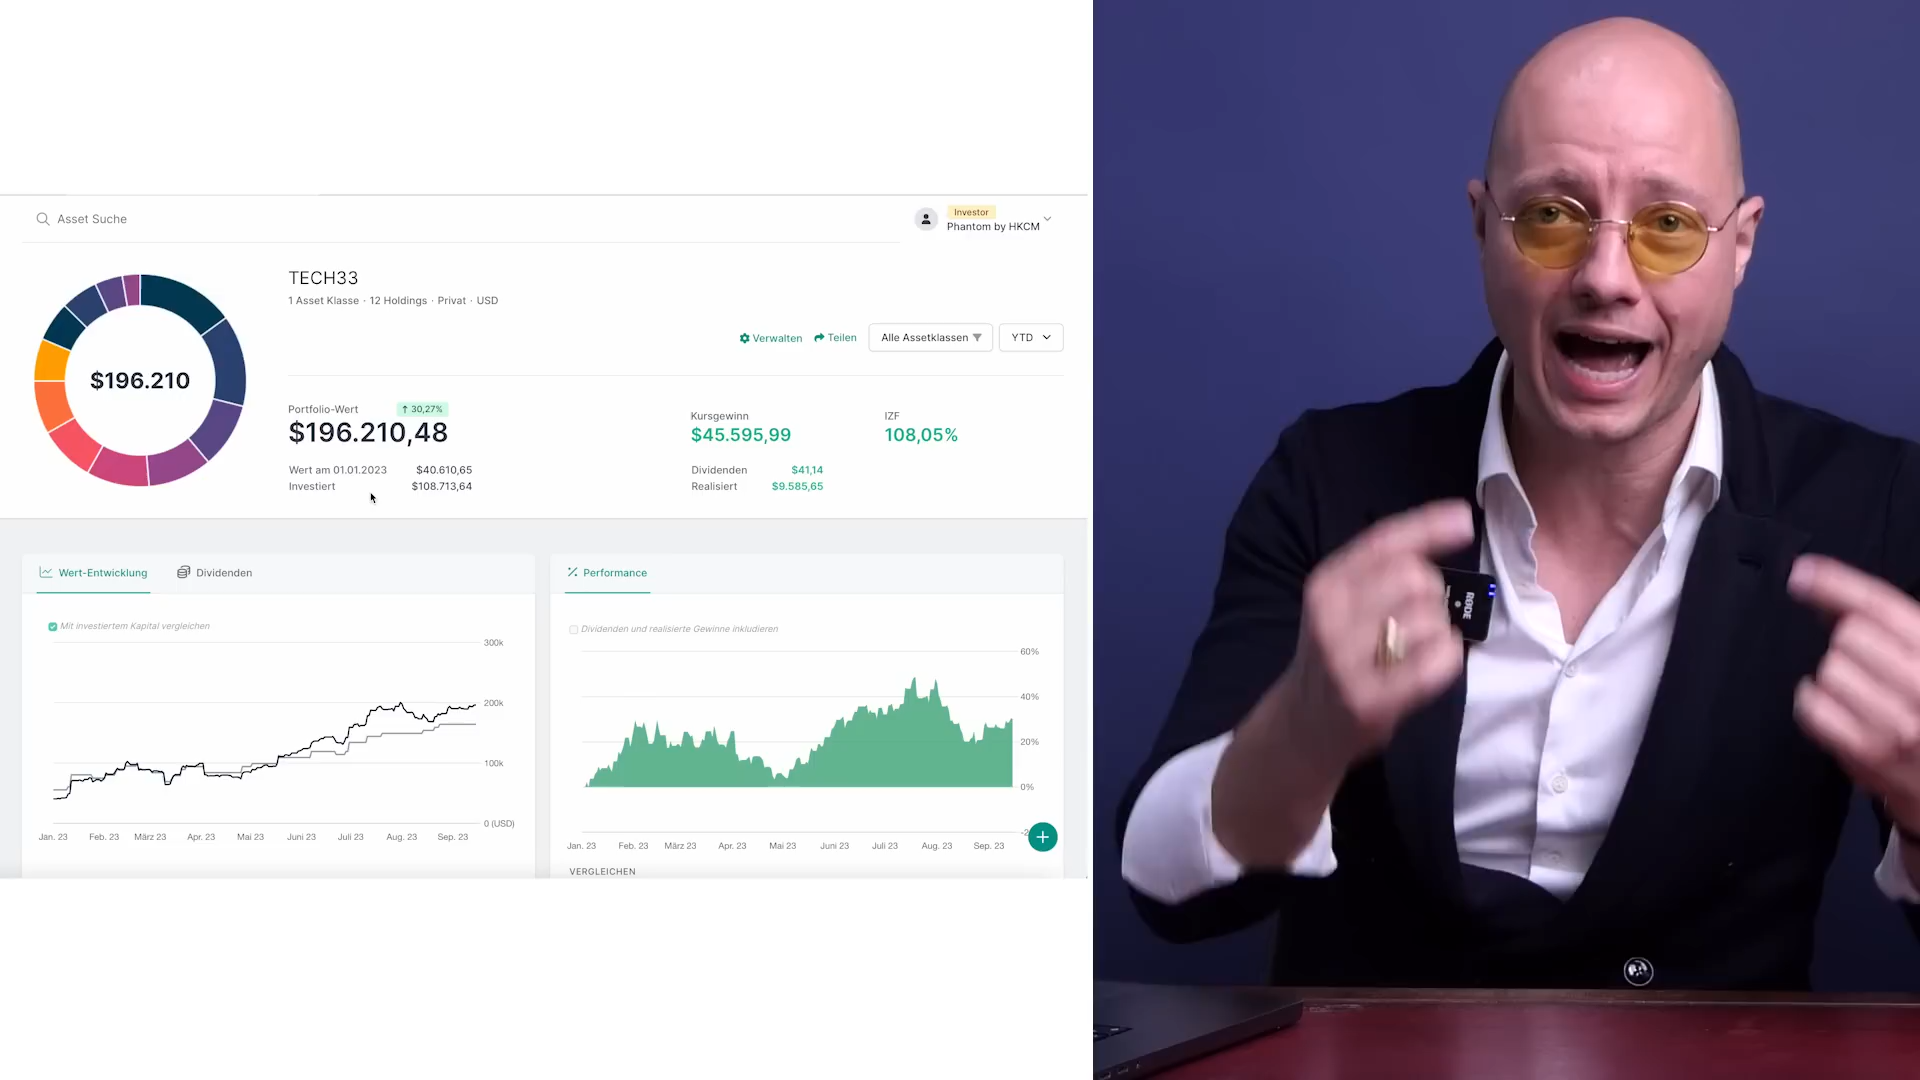 Asset Suche
Investor
Phantom by HKCM
TECH33
1 Asset Klasse · 12 Holdings · Privat · USD
Verwalten
Teilen
Alle Assetklassen
YTD
$196.210
Portfolio-Wert
↑ 30,27%
$196.210,48
Wert am 01.01.2023 $40.610,65
Investiert $108.713,64
Kursgewinn
$45.595,99
IZF
108,05%
Dividenden $41,14
Realisiert $9.585,65
Wert-Entwicklung
Dividenden
Mit investiertem Kapital vergleichen
300k
200k
100k
0 (USD)
Jan. 23 Feb. 23 März 23 Apr. 23 Mai 23 Juni 23 Juli 23 Aug. 23 Sep. 23
Performance
Dividenden und realisierte Gewinne inkludieren
60%
40%
20%
0%
Jan. 23 Feb. 23 März 23 Apr. 23 Mai 23 Juni 23 Juli 23 Aug. 23 Sep. 23
VERGLEICHEN
RØDE